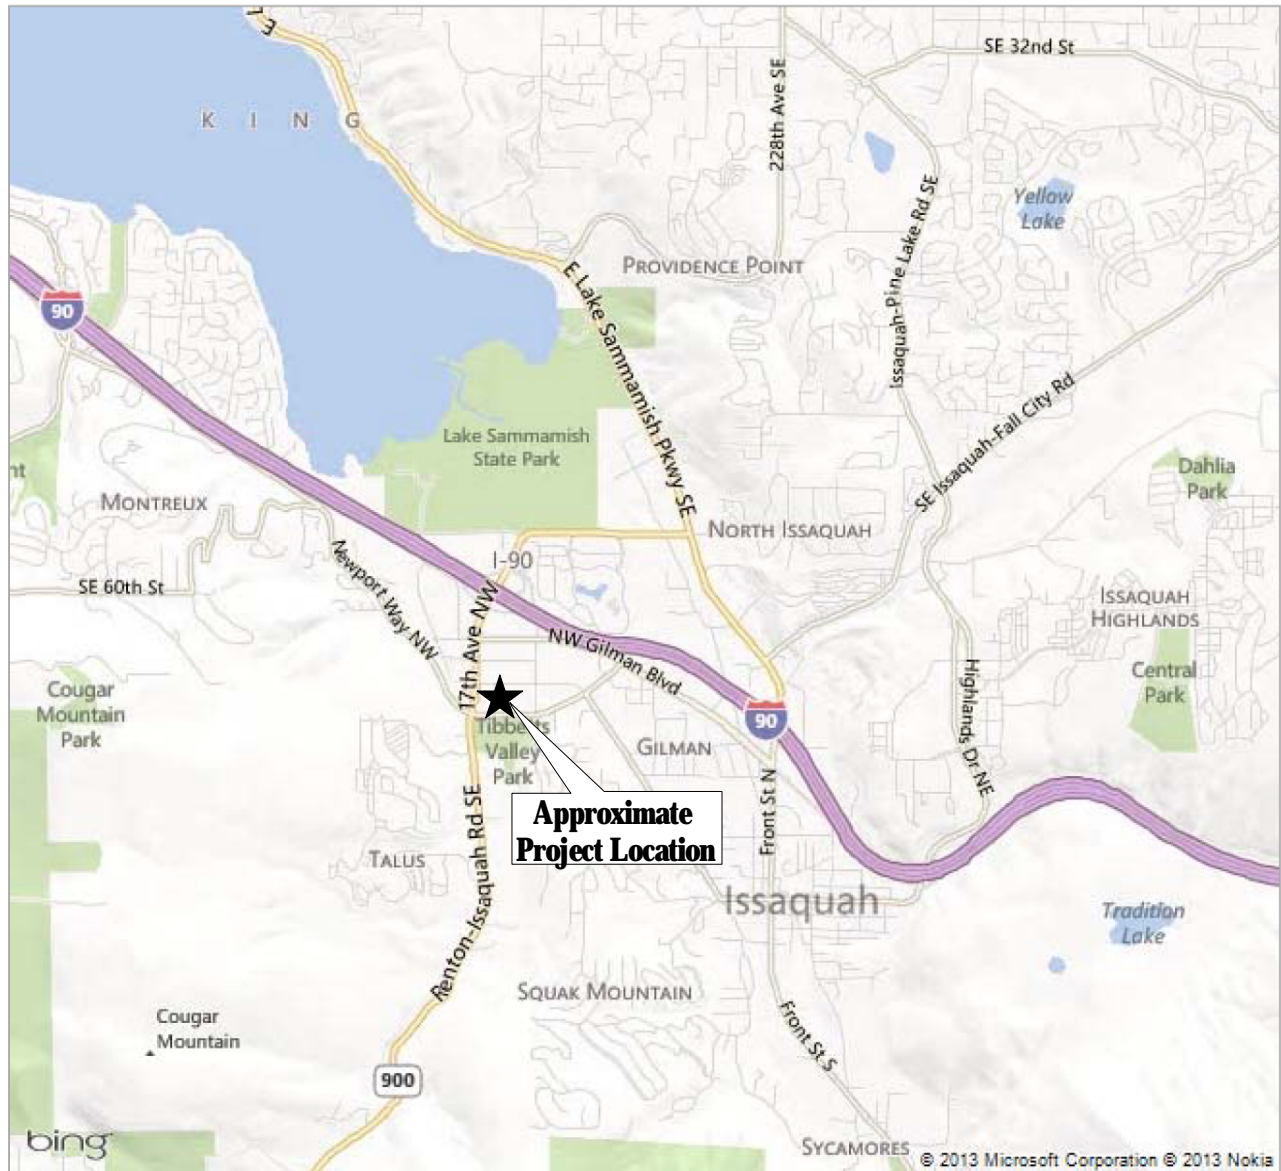 E L
SE 32nd St
K I N G
228th Ave SE
Yellow
Lake
Issaquah-Pine Lake Rd SE
PROVIDENCE POINT
E Lake Sammamish Pkwy SE
90
SE Issaquah-Fall City Rd
Lake Sammamish
State Park
nt
Dahlia
Park
MONTREUX
NORTH ISSAQUAH
I-90
Newport Way NW
SE 60th St
ISSAQUAH
HIGHLANDS
17th Ave NW
NW Gilman Blvd
Highlands Dr NE
Central
Park
Cougar
Mountain
Park
90
Tibbetts
Valley
Park
GILMAN
Front St N
Approximate
Project Location
Renton-Issaquah Rd SE
TALUS
Issaquah
Tradition
Lake
SQUAK MOUNTAIN
Front St S
Cougar
Mountain
900
bing
SYCAMORES
© 2013 Microsoft Corporation © 2013 Nokia